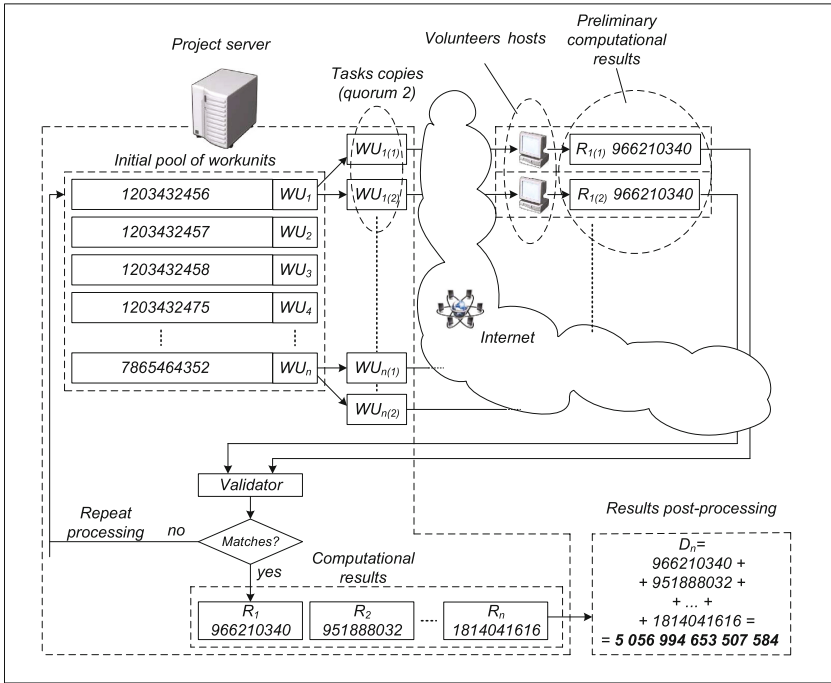 Project server
Volunteers hosts
Preliminary
computational
results
Tasks copies
(quorum 2)
Initial pool of workunits
1203432456 WU1
1203432457 WU2
1203432458 WU3
1203432475 WU4
7865464352 WUn
WU1(1)
WU1(2)
WUn(1)
WUn(2)
R1(1) 966210340
R1(2) 966210340
Internet
Validator
Matches?
no
yes
Repeat
processing
Computational
results
R1
966210340
R2
951888032
Rn
1814041616
Results post-processing
Dn=
966210340 +
+ 951888032 +
+ ... +
+ 1814041616 =
= 5 056 994 653 507 584